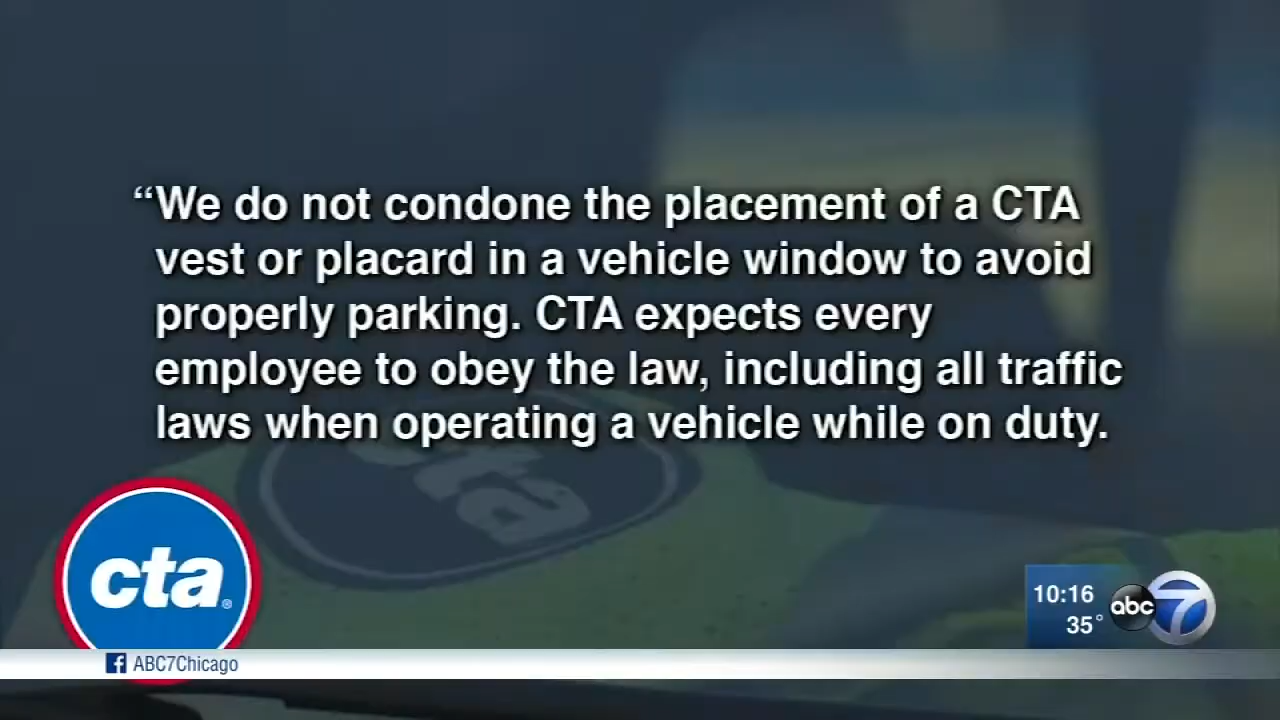 “We do not condone the placement of a CTA
vest or placard in a vehicle window to avoid
properly parking. CTA expects every
employee to obey the law, including all traffic
laws when operating a vehicle while on duty.
cta
cta®
10:16
35°
abc 7
f ABC7Chicago